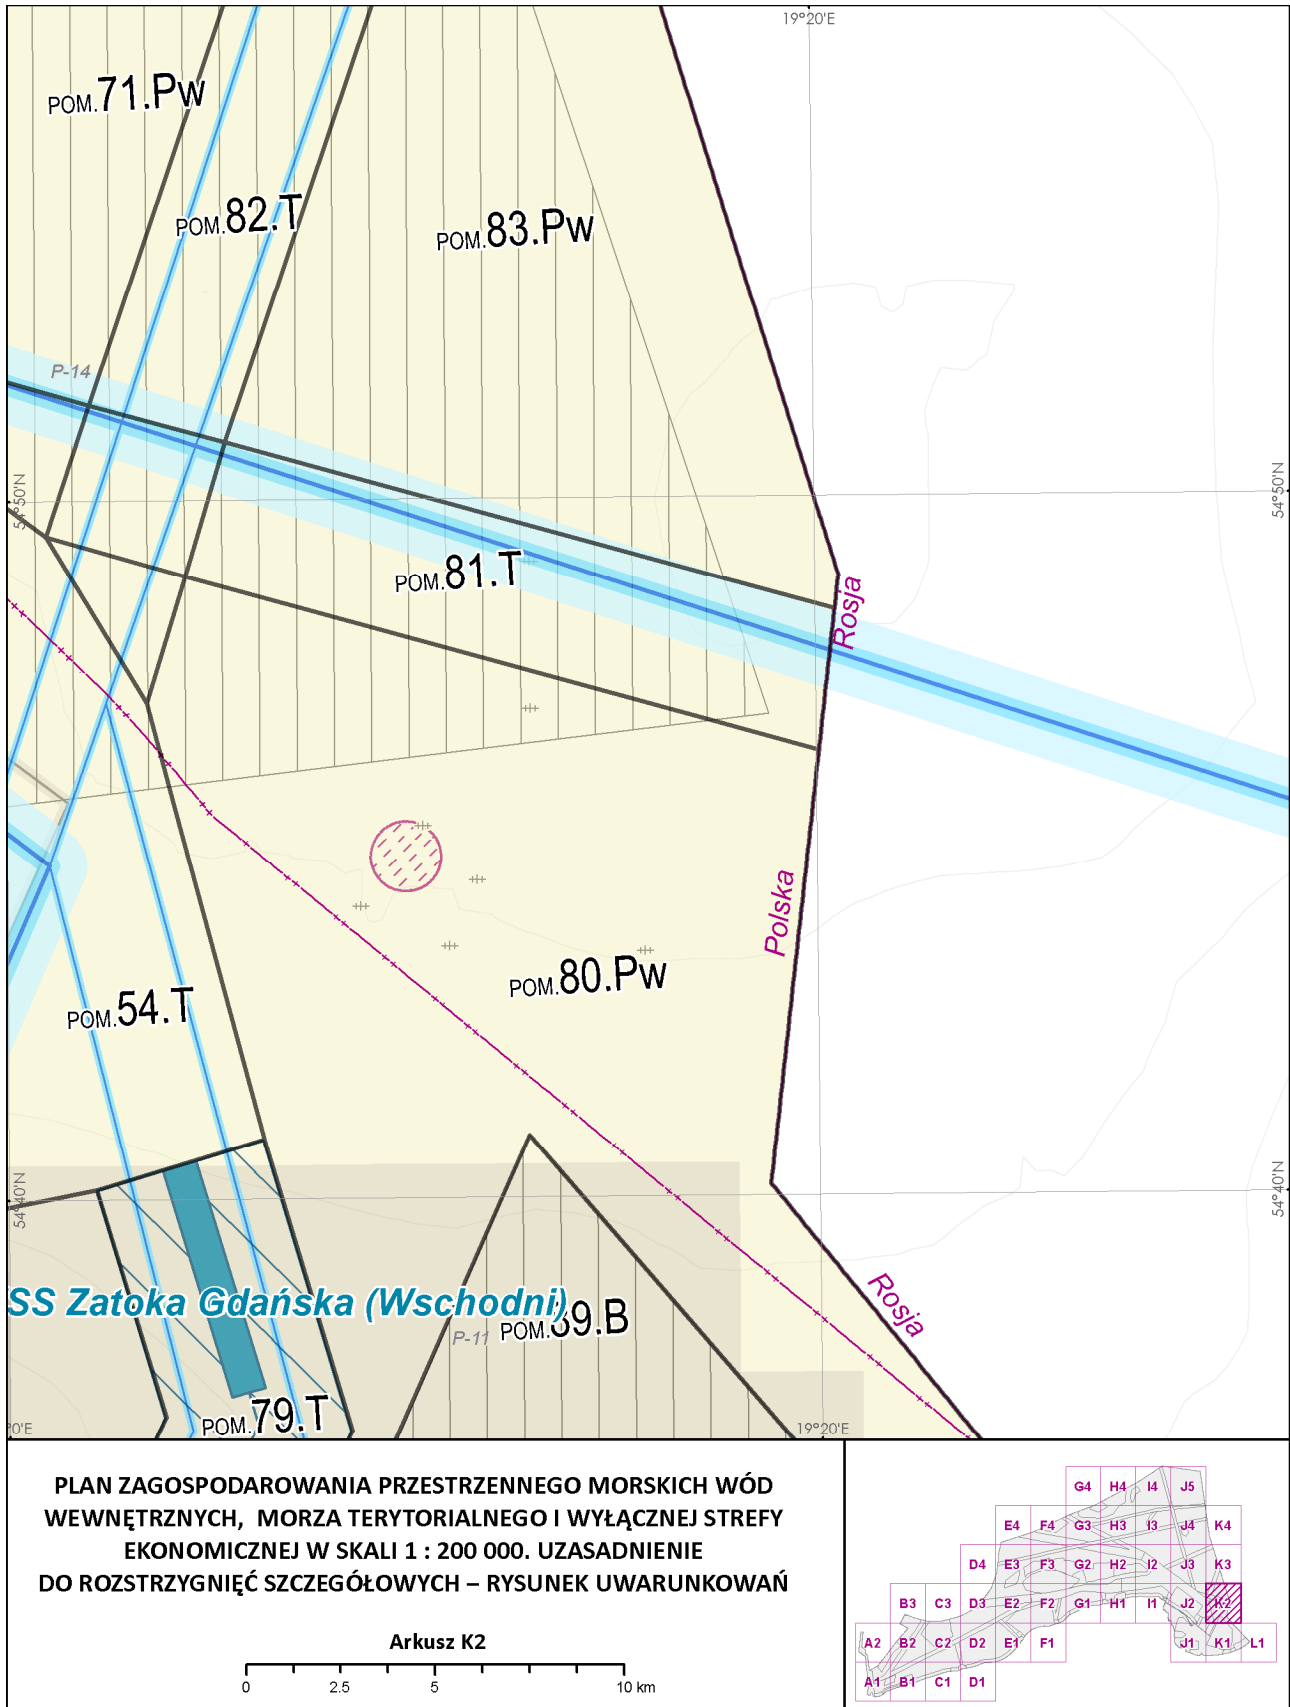 19°20'E
POM.71.Pw
POM.82.T
POM.83.Pw
P-14
54°50'N
54°50'N
POM.81.T
Rosja
Polska
POM.80.Pw
POM.54.T
54°40'N
54°40'N
Rosja
SS Zatoka Gdańska (Wschodni)
P-11
POM.39.B
POM.79.T
0'E
19°20'E
PLAN ZAGOSPODAROWANIA PRZESTRZENNEGO MORSKICH WÓD
WEWNĘTRZNYCH, MORZA TERYTORIALNEGO I WYŁĄCZNEJ STREFY
EKONOMICZNEJ W SKALI 1 : 200 000. UZASADNIENIE
DO ROZSTRZYGNIĘĆ SZCZEGÓŁOWYCH – RYSUNEK UWARUNKOWAŃ
Arkusz K2
0 2.5 5 10 km
G4 H4 I4 J5
E4 F4 G3 H3 I3 J4 K4
D4 E3 F3 G2 H2 I2 J3 K3
B3 C3 D3 E2 F2 G1 H1 I1 J2 K2
A2 B2 C2 D2 E1 F1 J1 K1 L1
A1 B1 C1 D1